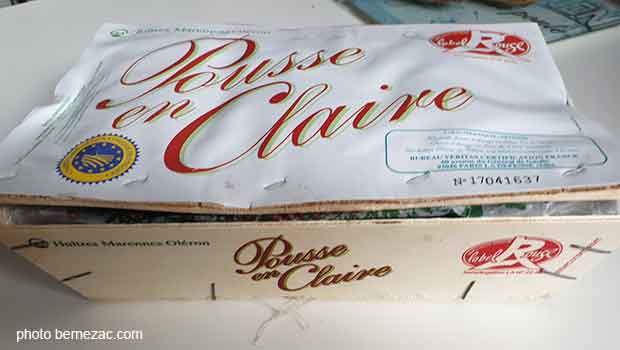 Huîtres Marennes Oléron
Pousse
en Claire
label Rouge
BUREAU VERITAS CERTIFICATION FRANCE
N° 17041637
Huîtres Marennes Oléron
Pousse
en Claire
label Rouge
photo bernezac.com